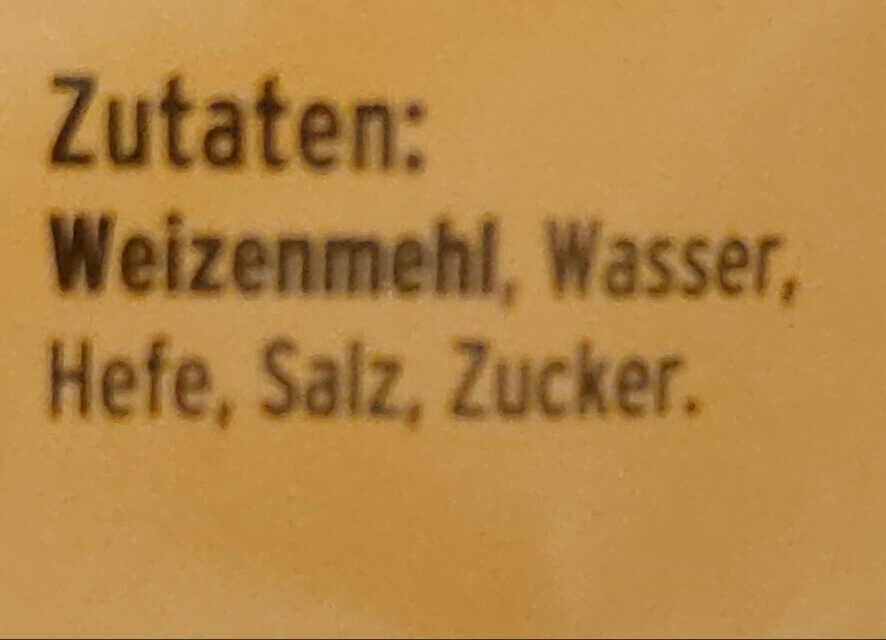 Zutaten:
Weizenmehl, Wasser,
Hefe, Salz, Zucker.